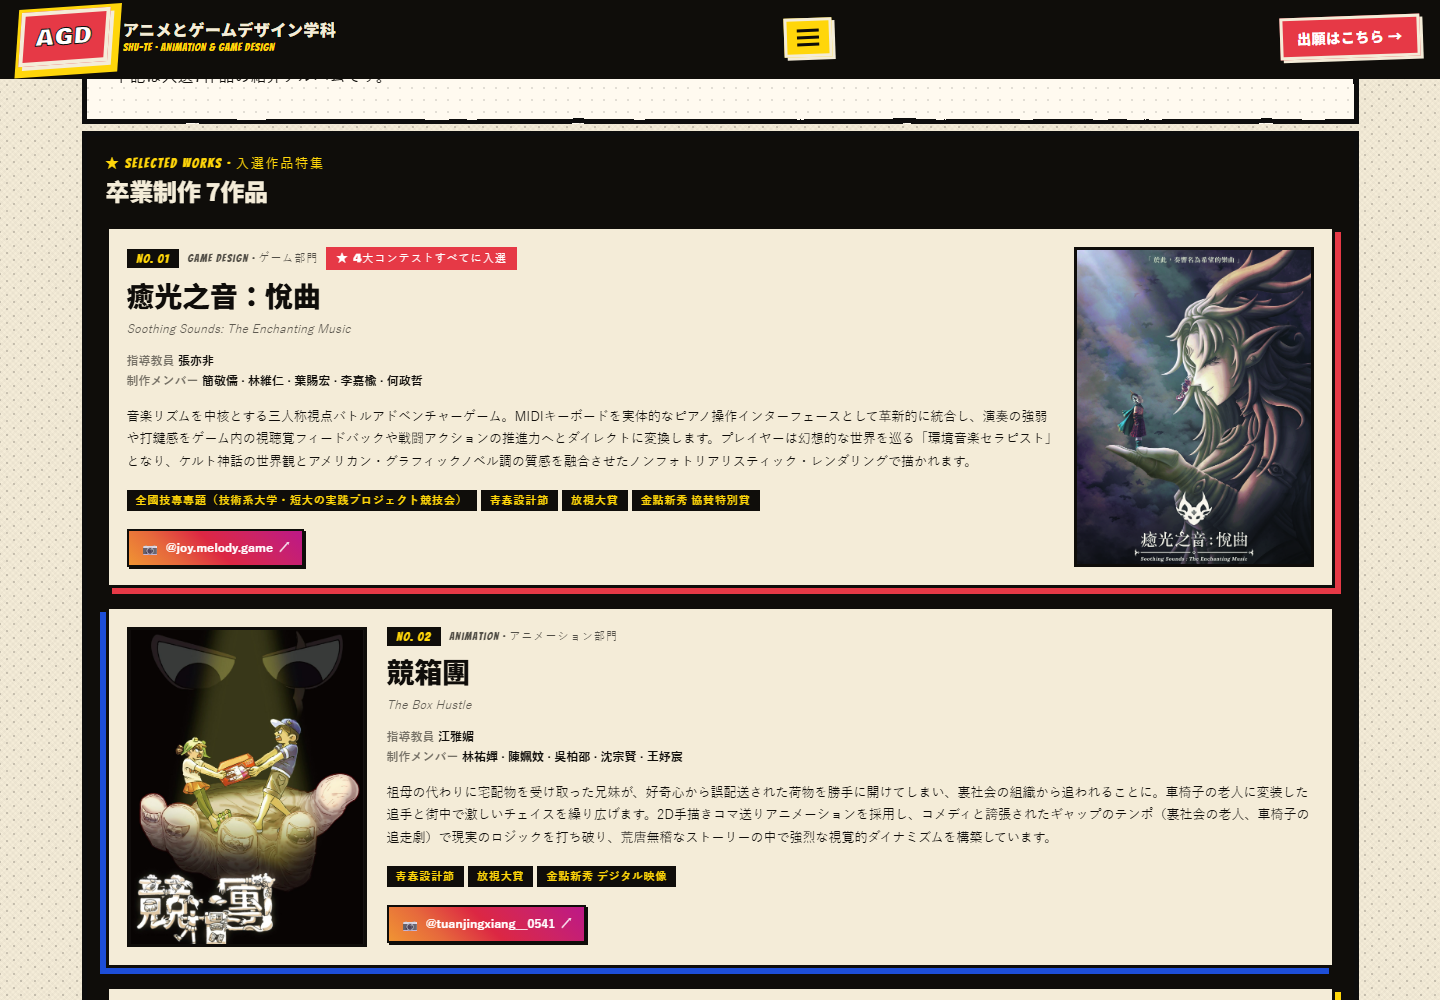 AGD
アニメとゲームデザイン学科
SHU-TE · ANIMATION & GAME DESIGN
出願はこちら →
★ SELECTED WORKS · 入選作品特集
卒業制作 7作品
NO. 01 GAME DESIGN · ゲーム部門 ★ 4大コンテストすべてに入選
癒光之音：悅曲
Soothing Sounds: The Enchanting Music
指導教員 張亦非
制作メンバー 簡敬儒 · 林維仁 · 葉賜宏 · 李嘉楡 · 何政哲
音楽リズムを中核とする三人称視点バトルアドベンチャーゲーム。MIDIキーボードを実体的なピアノ操作インターフェースとして革新的に統合し、演奏の強弱
や打鍵感をゲーム内の視聴覚フィードバックや戦闘アクションの推進力へとダイレクトに変換します。プレイヤーは幻想的な世界を巡る「環境音楽セラピスト」
となり、ケルト神話の世界観とアメリカン・グラフィックノベル調の質感を融合させたノンフォトリアリスティック・レンダリングで描かれます。
全國技專專題（技術系大学・短大の実践プロジェクト競技会） 青春設計節 放視大賞 金點新秀 協賛特別賞
@joy.melody.game ↗
「於此，奏響名為希望的樂曲」
癒光之音:悅曲
Soothing Sounds : The Enchanting Music
NO. 02 ANIMATION · アニメーション部門
競箱團
The Box Hustle
指導教員 江雅媚
制作メンバー 林祐嬋 · 陳姵妏 · 吳柏邵 · 沈宗賢 · 王妤宸
祖母の代わりに宅配物を受け取った兄妹が、好奇心から誤配送された荷物を勝手に開けてしまい、裏社会の組織から追われることに。車椅子の老人に変装した
追手と街中で激しいチェイスを繰り広げます。2D手描きコマ送りアニメーションを採用し、コメディと誇張されたギャップのテンポ（裏社会の老人、車椅子の
追走劇）で現実のロジックを打ち破り、荒唐無稽なストーリーの中で強烈な視覚的ダイナミズムを構築しています。
青春設計節 放視大賞 金點新秀 デジタル映像
@tuanjingxiang__0541 ↗
競箱團